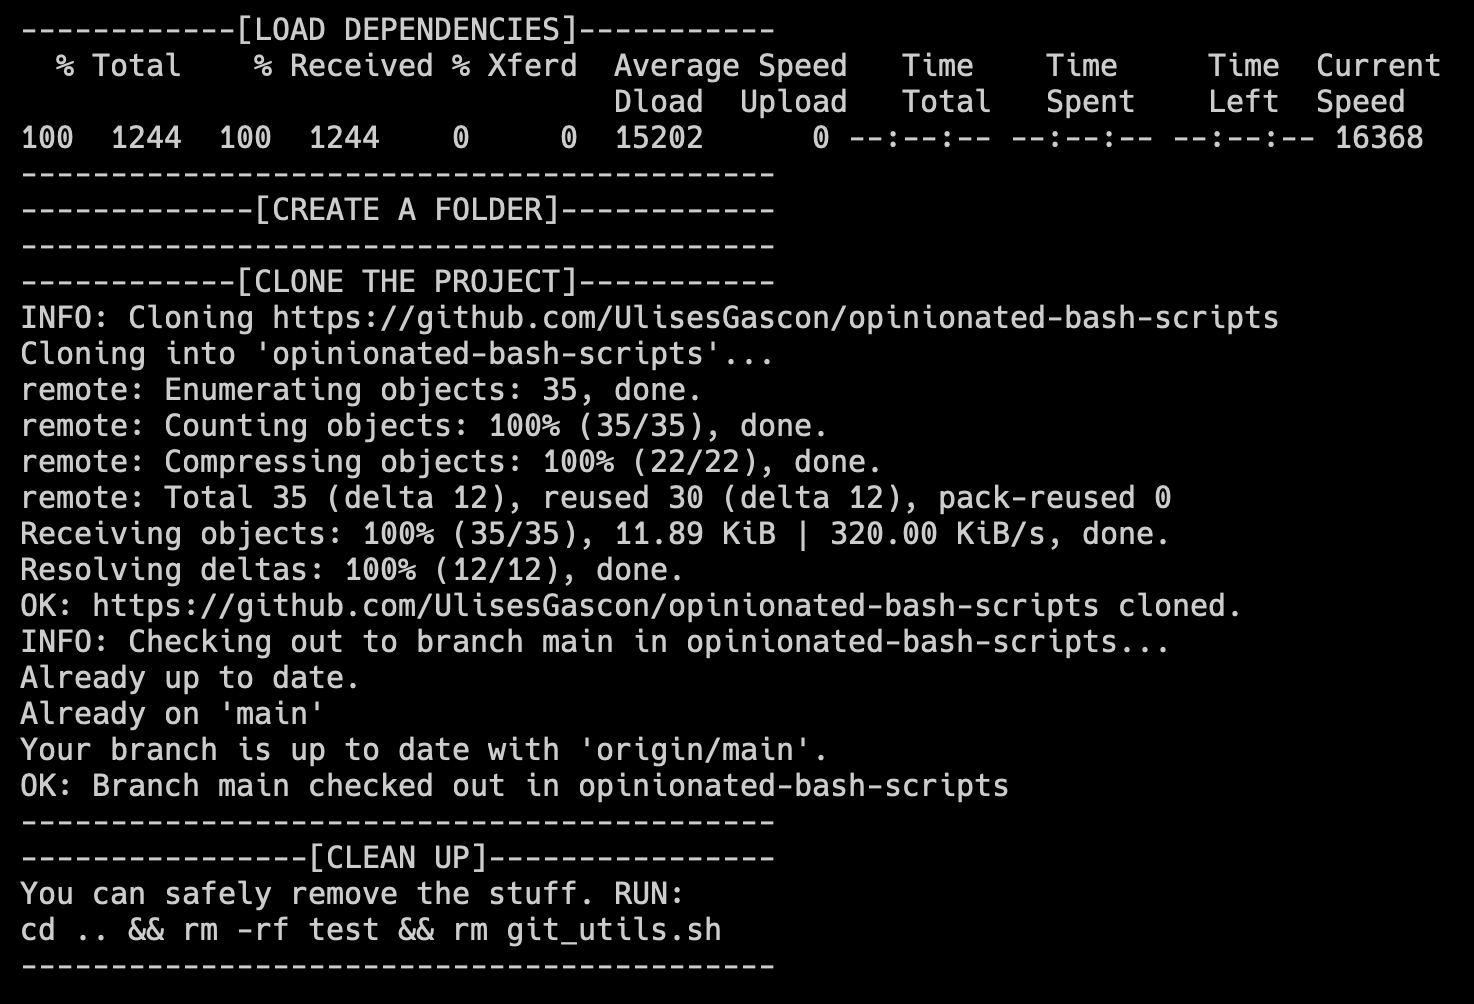 ------------[LOAD DEPENDENCIES]-----------
  % Total    % Received % Xferd  Average Speed   Time    Time     Time  Current
                                 Dload  Upload   Total   Spent    Left  Speed
100  1244  100  1244    0     0  15202      0 --:--:-- --:--:-- --:--:-- 16368
------------------------------------------
-------------[CREATE A FOLDER]------------
------------------------------------------
------------[CLONE THE PROJECT]-----------
INFO: Cloning https://github.com/UlisesGascon/opinionated-bash-scripts
Cloning into 'opinionated-bash-scripts'...
remote: Enumerating objects: 35, done.
remote: Counting objects: 100% (35/35), done.
remote: Compressing objects: 100% (22/22), done.
remote: Total 35 (delta 12), reused 30 (delta 12), pack-reused 0
Receiving objects: 100% (35/35), 11.89 KiB | 320.00 KiB/s, done.
Resolving deltas: 100% (12/12), done.
OK: https://github.com/UlisesGascon/opinionated-bash-scripts cloned.
INFO: Checking out to branch main in opinionated-bash-scripts...
Already up to date.
Already on 'main'
Your branch is up to date with 'origin/main'.
OK: Branch main checked out in opinionated-bash-scripts
------------------------------------------
----------------[CLEAN UP]----------------
You can safely remove the stuff. RUN:
cd .. && rm -rf test && rm git_utils.sh
------------------------------------------